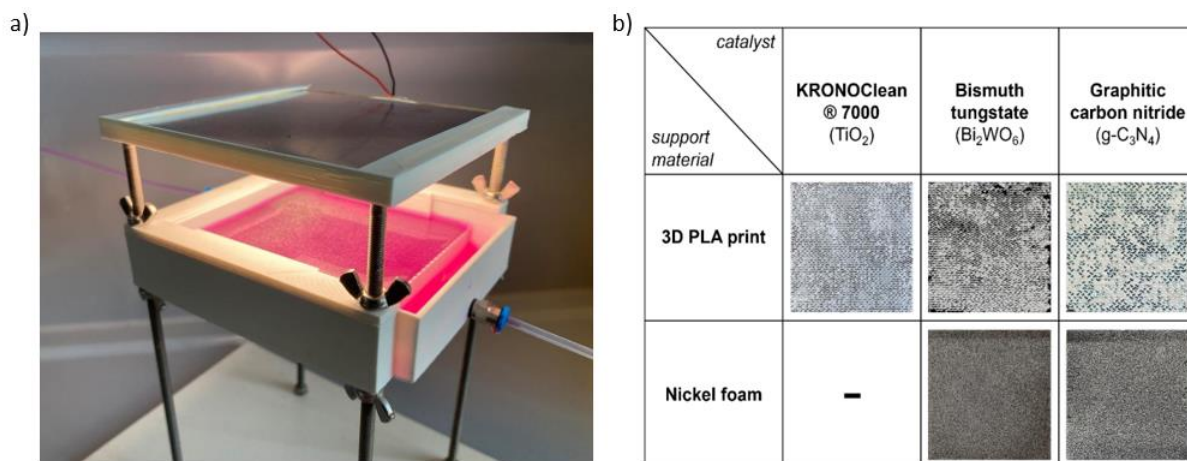 a)
b)
catalyst
support
material
KRONOClean
® 7000
(TiO₂)
Bismuth
tungstate
(Bi₂WO₆)
Graphitic
carbon nitride
(g-C₃N₄)
3D PLA print
Nickel foam
-